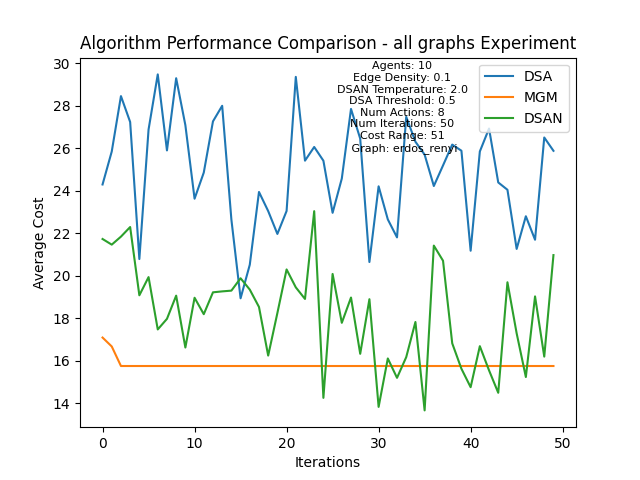 Algorithm Performance Comparison - all graphs Experiment
Agents: 10
Edge Density: 0.1
DSAN Temperature: 2.0
DSA Threshold: 0.5
Num Actions: 8
Num Iterations: 50
Cost Range: 51
Graph: erdos_renyi
DSA
MGM
DSAN
30
28
26
24
22
20
18
16
14
Average Cost
0
10
20
30
40
50
Iterations